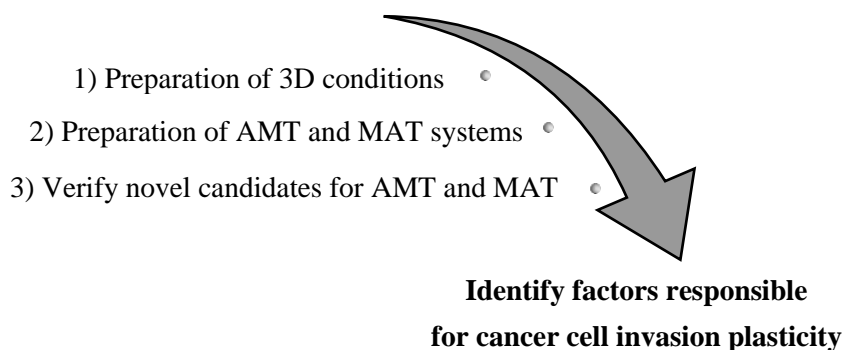 1) Preparation of 3D conditions
2) Preparation of AMT and MAT systems
3) Verify novel candidates for AMT and MAT
Identify factors responsible
for cancer cell invasion plasticity